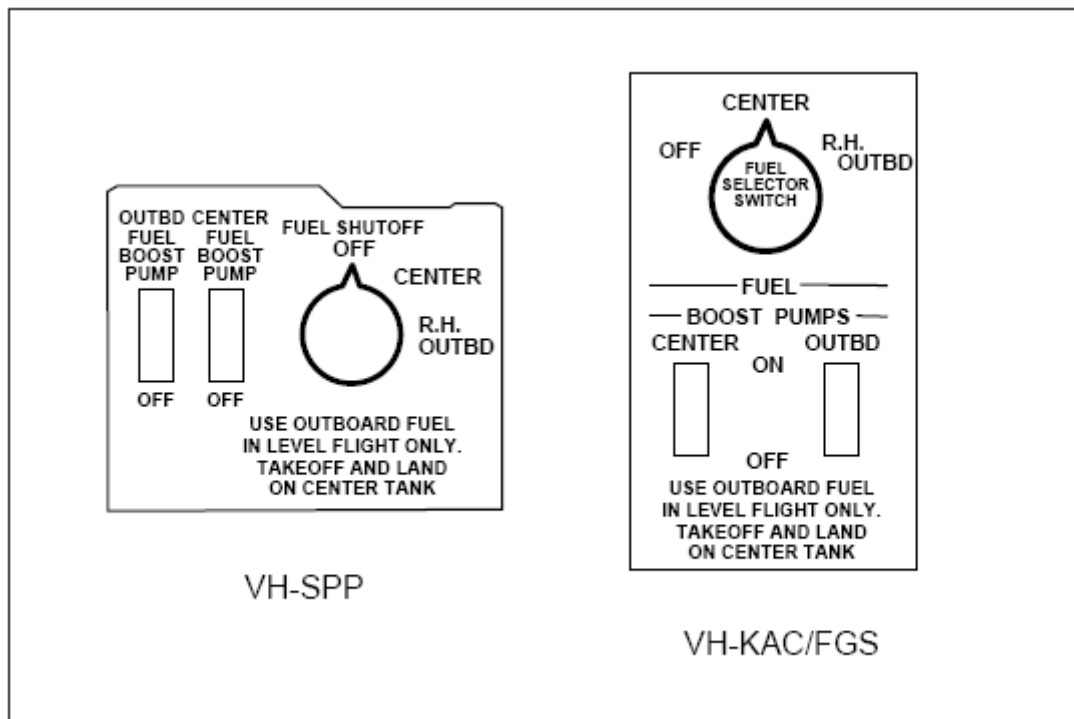 OUTBD CENTER
FUEL FUEL
BOOST BOOST
PUMP PUMP
OFF OFF
FUEL SHUTOFF
OFF
CENTER
R.H.
OUTBD
USE OUTBOARD FUEL
IN LEVEL FLIGHT ONLY.
TAKEOFF AND LAND
ON CENTER TANK
VH-SPP
CENTER
OFF
R.H.
OUTBD
FUEL
SELECTOR
SWITCH
FUEL
BOOST PUMPS
CENTER OUTBD
ON
OFF
USE OUTBOARD FUEL
IN LEVEL FLIGHT ONLY.
TAKEOFF AND LAND
ON CENTER TANK
VH-KAC/FGS